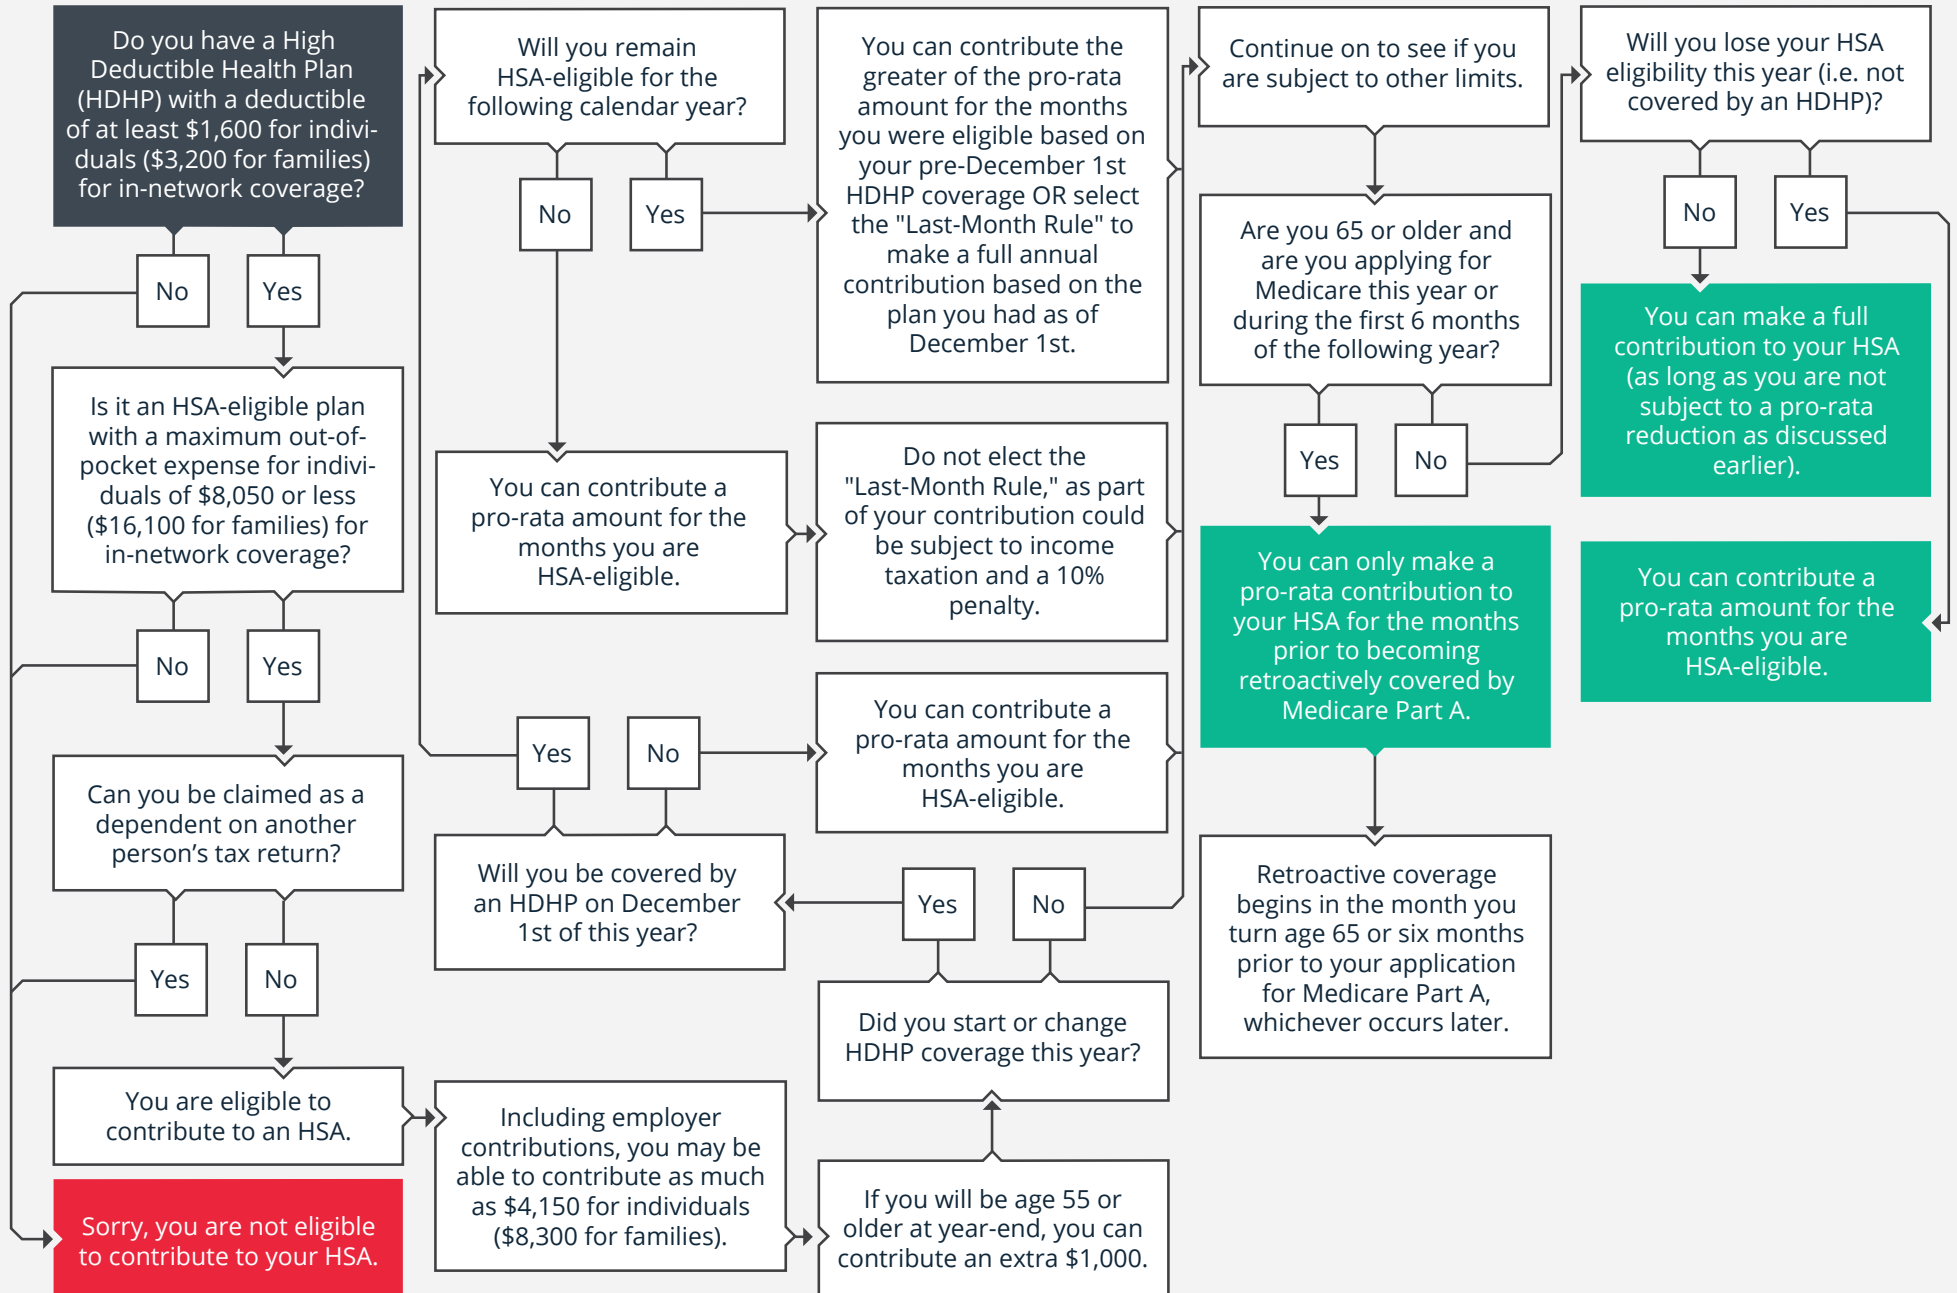 Do you have a High
Deductible Health Plan
(HDHP) with a deductible
of at least $1,600 for indivi-
duals ($3,200 for families)
for in-network coverage?
No
Yes
Is it an HSA-eligible plan
with a maximum out-of-
pocket expense for indivi-
duals of $8,050 or less
($16,100 for families) for
in-network coverage?
No
Yes
Can you be claimed as a
dependent on another
person’s tax return?
Yes
No
You are eligible to
contribute to an HSA.
Sorry, you are not eligible
to contribute to your HSA.
Including employer
contributions, you may be
able to contribute as much
as $4,150 for individuals
($8,300 for families).
If you will be age 55 or
older at year-end, you can
contribute an extra $1,000.
Did you start or change
HDHP coverage this year?
Yes
No
Will you be covered by
an HDHP on December
1st of this year?
Yes
No
You can contribute a
pro-rata amount for the
months you are
HSA-eligible.
Will you remain
HSA-eligible for the
following calendar year?
No
Yes
You can contribute the
greater of the pro-rata
amount for the months
you were eligible based on
your pre-December 1st
HDHP coverage OR select
the "Last-Month Rule" to
make a full annual
contribution based on the
plan you had as of
December 1st.
You can contribute a
pro-rata amount for the
months you are
HSA-eligible.
Do not elect the
"Last-Month Rule," as part
of your contribution could
be subject to income
taxation and a 10%
penalty.
Continue on to see if you
are subject to other limits.
Are you 65 or older and
are you applying for
Medicare this year or
during the first 6 months
of the following year?
Yes
No
You can only make a
pro-rata contribution to
your HSA for the months
prior to becoming
retroactively covered by
Medicare Part A.
Retroactive coverage
begins in the month you
turn age 65 or six months
prior to your application
for Medicare Part A,
whichever occurs later.
Will you lose your HSA
eligibility this year (i.e. not
covered by an HDHP)?
No
Yes
You can make a full
contribution to your HSA
(as long as you are not
subject to a pro-rata
reduction as discussed
earlier).
You can contribute a
pro-rata amount for the
months you are
HSA-eligible.